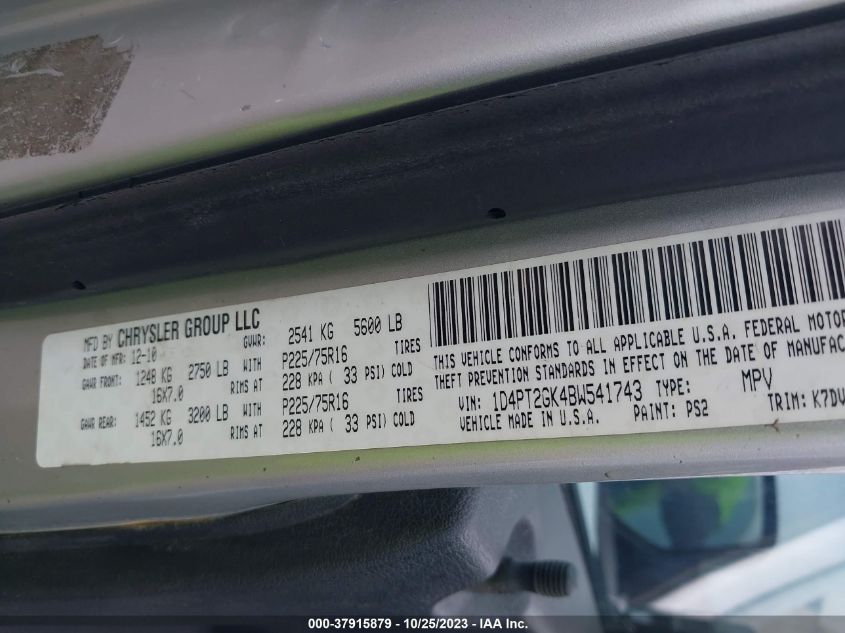 MFD BY CHRYSLER GROUP LLC
DATE OF MFR: 12-10 GVWR: 2541 KG 5600 LB
GAWR FRONT: 1248 KG 2750 LB WITH P225/75R16 TIRES
16X7.0 RIMS AT 228 KPA ( 33 PSI) COLD
GAWR REAR: 1452 KG 3200 LB WITH P225/75R16 TIRES
16X7.0 RIMS AT 228 KPA ( 33 PSI) COLD
THIS VEHICLE CONFORMS TO ALL APPLICABLE U.S.A. FEDERAL MOTOR
THEFT PREVENTION STANDARDS IN EFFECT ON THE DATE OF MANUFAC
VIN: 1D4PT2GK4BW541743 TYPE: MPV
VEHICLE MADE IN U.S.A. PAINT: PS2 TRIM: K7DV
000-37915879 - 10/25/2023 - IAA Inc.